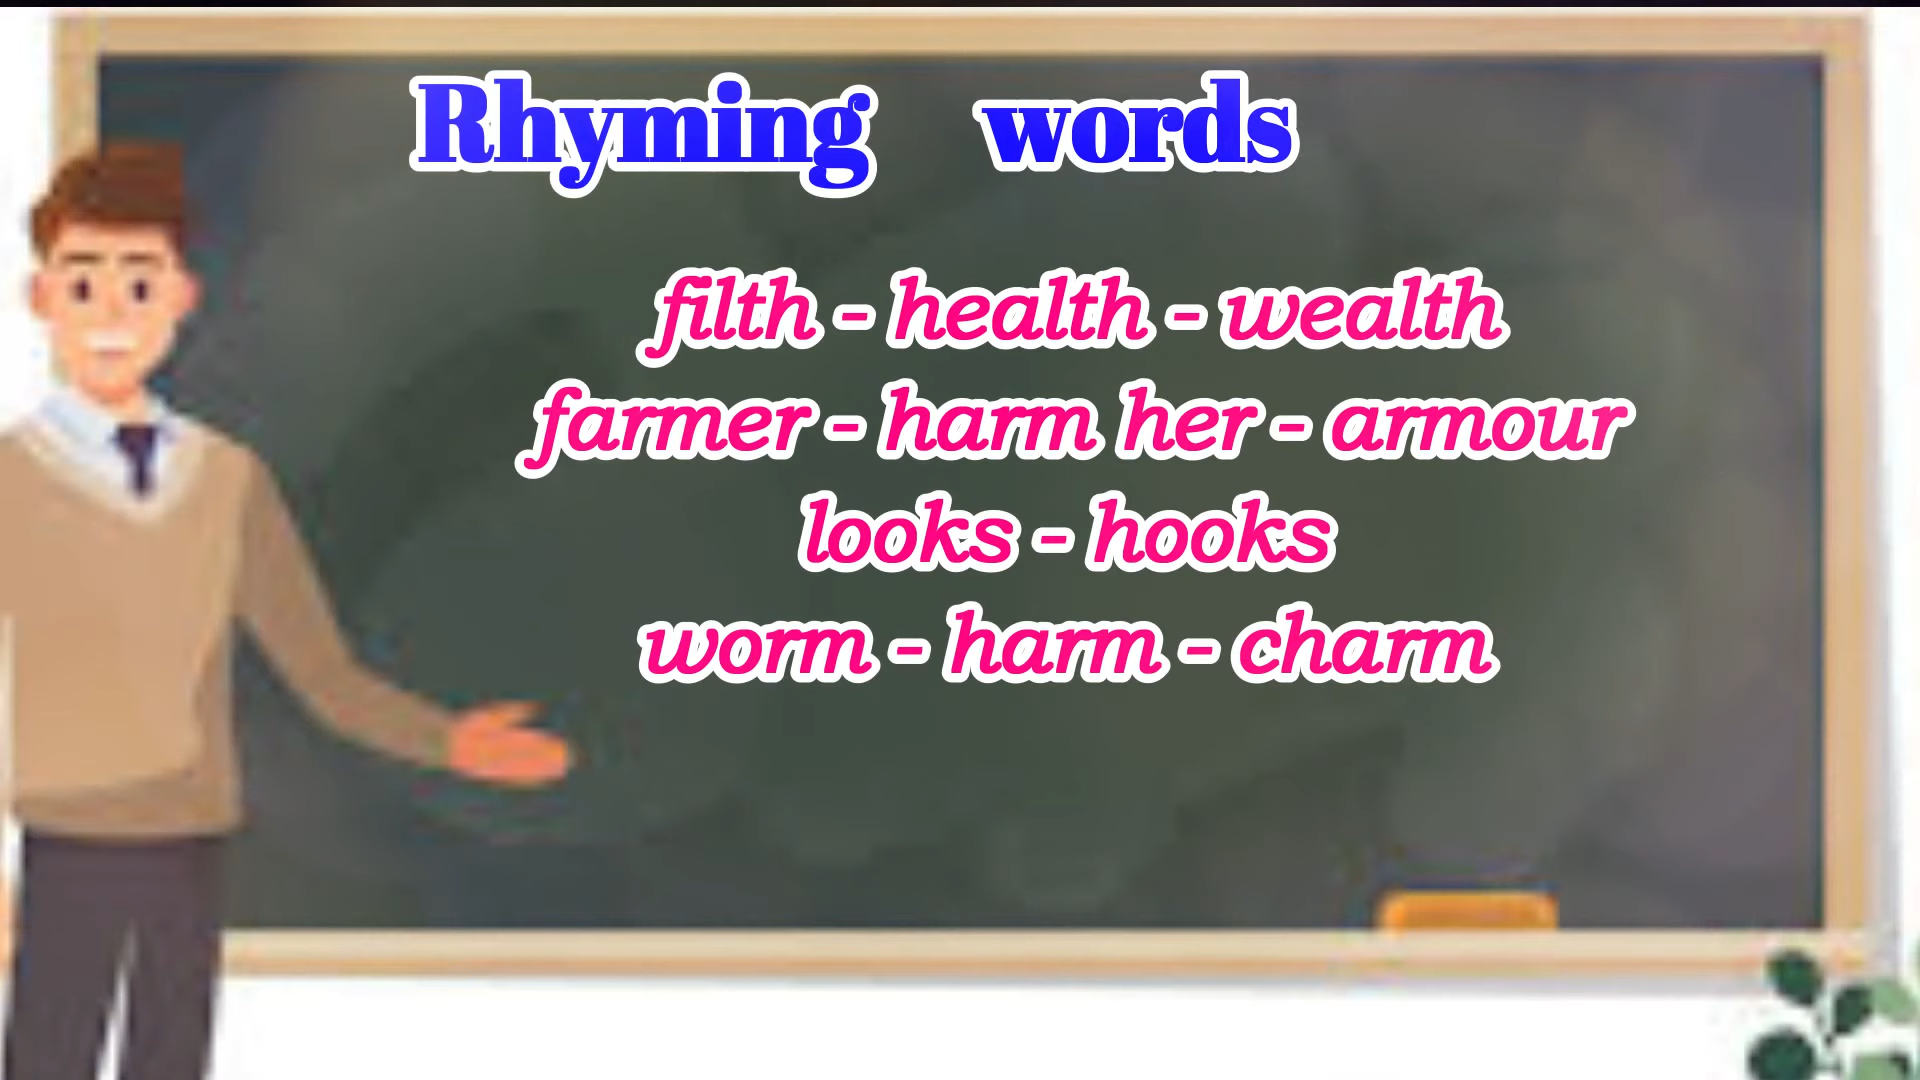 Rhyming words
filth - health - wealth
farmer - harm her - armour
looks - hooks
worm - harm - charm